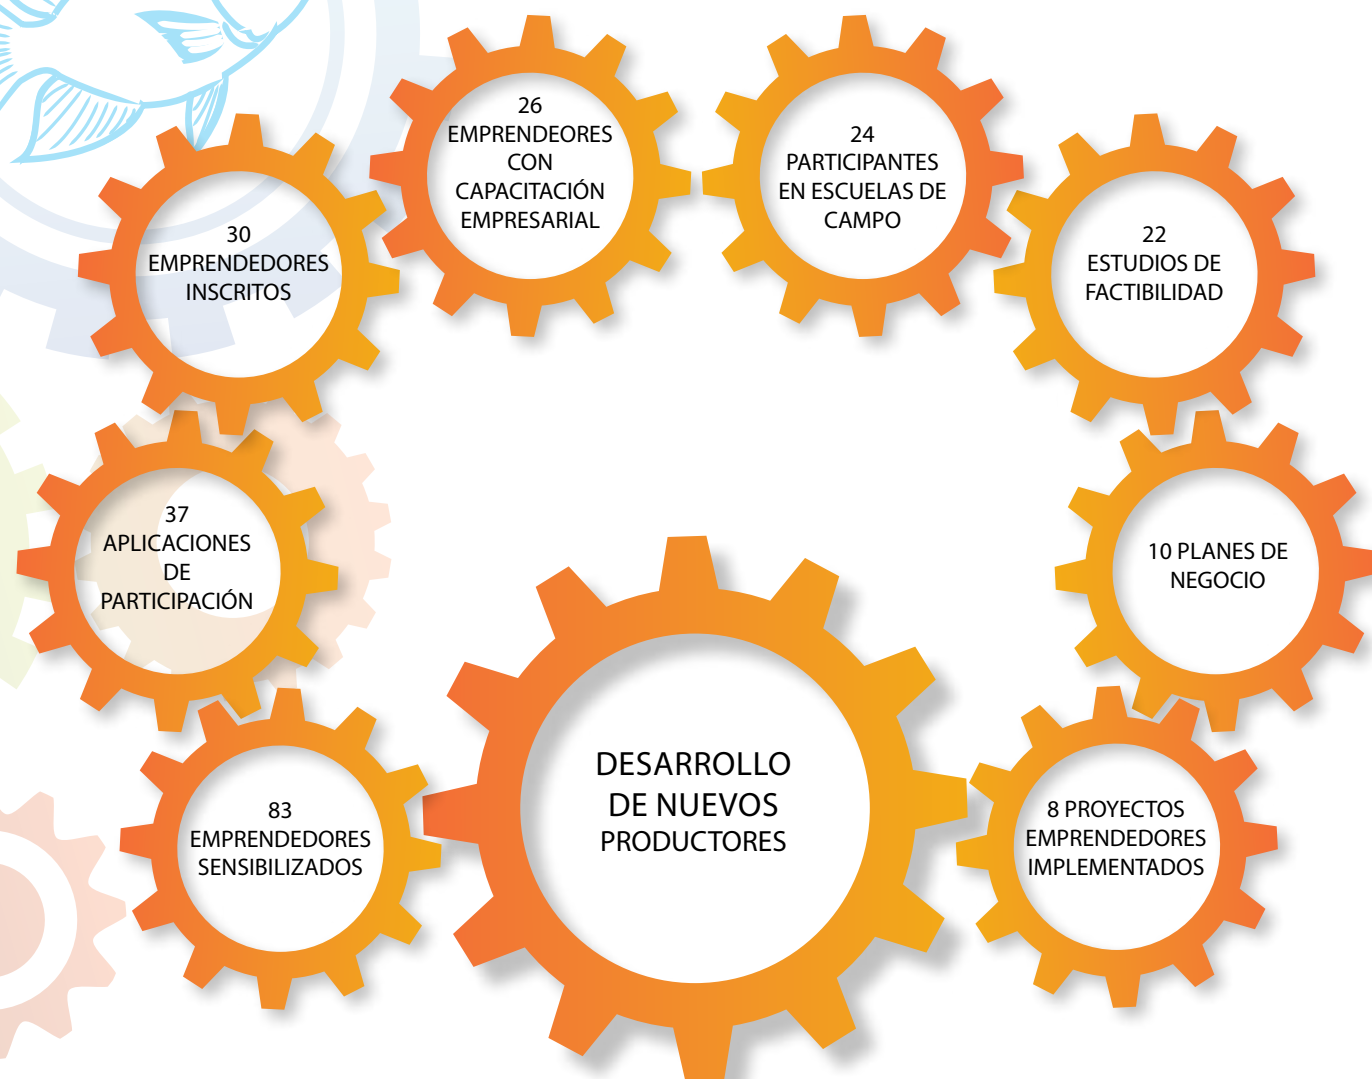 26
EMPRENDEORES
CON
CAPACITACIÓN
EMPRESARIAL
24
PARTICIPANTES
EN ESCUELAS DE
CAMPO
30
EMPRENDEDORES
INSCRITOS
22
ESTUDIOS DE
FACTIBILIDAD
37
APLICACIONES
DE
PARTICIPACIÓN
10 PLANES DE
NEGOCIO
83
EMPRENDEDORES
SENSIBILIZADOS
DESARROLLO
DE NUEVOS
PRODUCTORES
8 PROYECTOS
EMPRENDEDORES
IMPLEMENTADOS